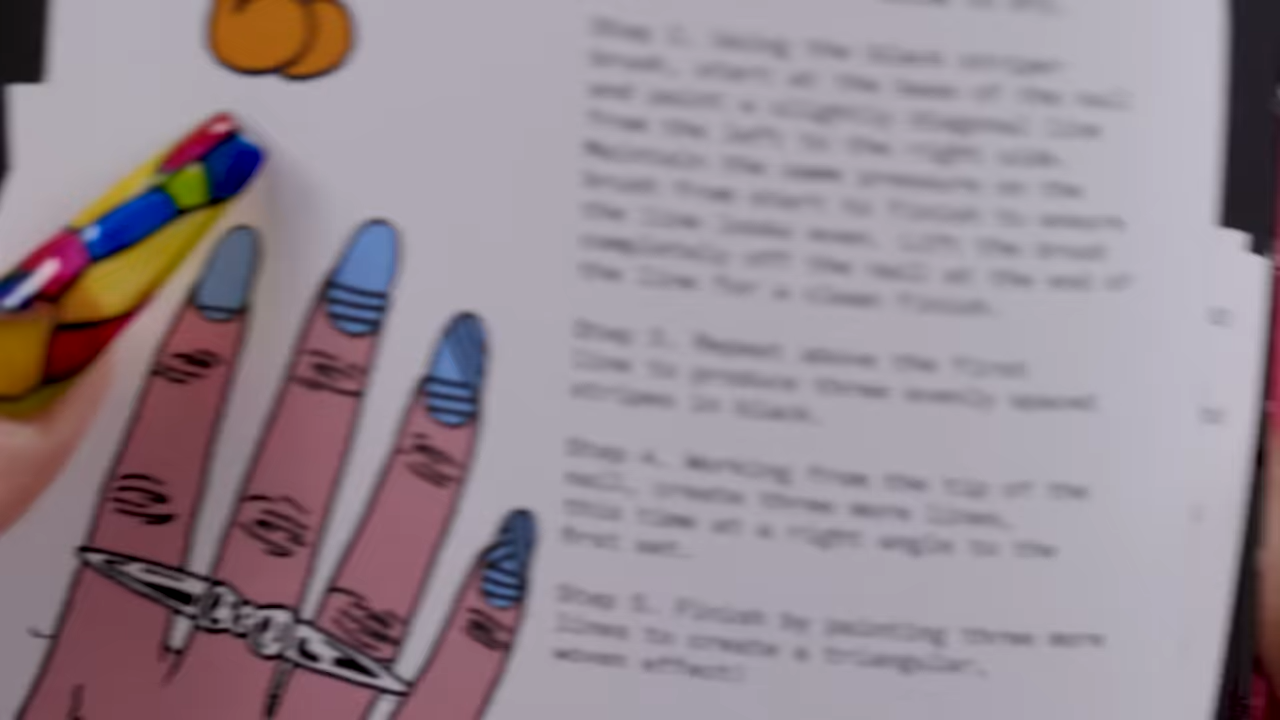 Step 2. Using the black striper
brush, start at the base of the nail
and paint a slightly diagonal line
from the left to the right side.
Maintain the same pressure on the
brush from start to finish to ensure
the line looks even. Lift the brush
completely off the nail at the end of
the line for a clean finish.
Step 3. Repeat above the first
line to produce three evenly spaced
stripes in black.
Step 4. Working from the tip of the
nail, create three more lines,
this time at a right angle to the
first set.
Step 5. Finish by painting three more
lines to create a triangular,
woven effect!